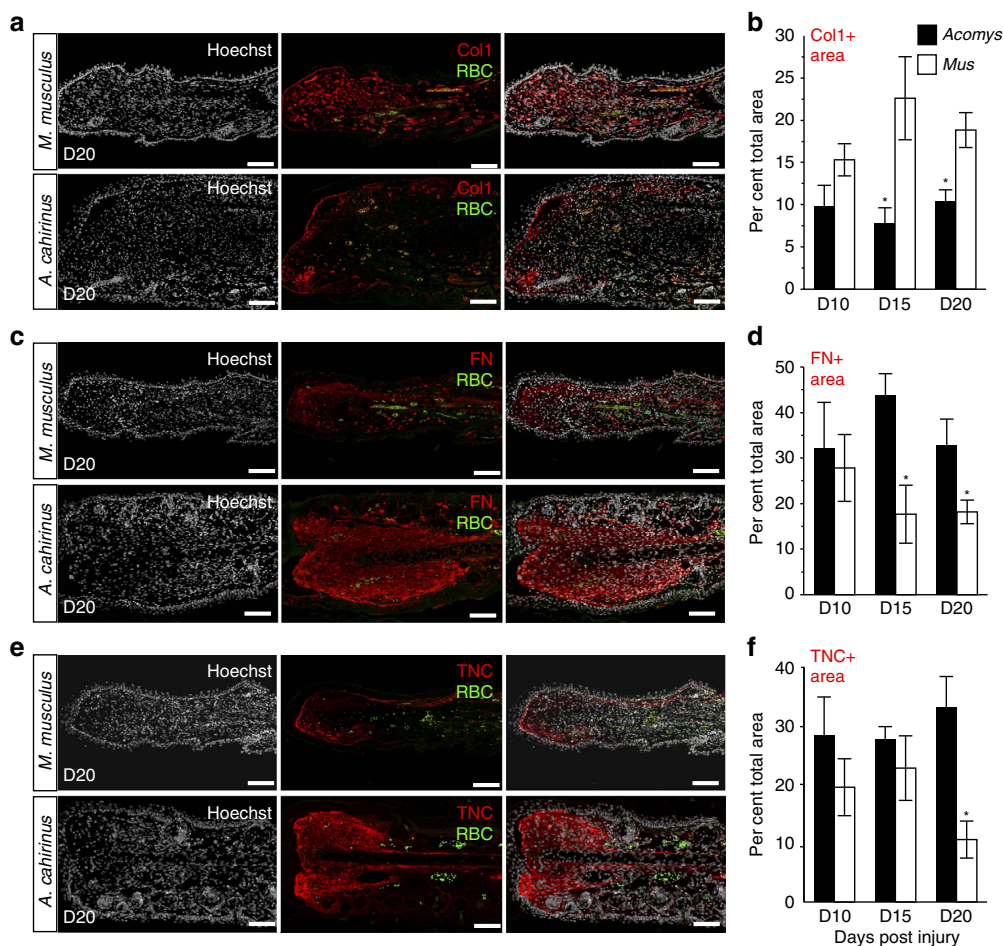 a
M. musculus
Hoechst
D20
Col1
RBC
A. cahirinus
Hoechst
D20
Col1
RBC
b
Col1+
area
Acomys
Mus
Per cent total area
30
25
20
15
10
5
0
*
*
D10 D15 D20
c
M. musculus
Hoechst
FN
RBC
A. cahirinus
Hoechst
D20
FN
RBC
d
FN+
area
Per cent total area
50
40
30
20
10
0
*
*
D10 D15 D20
e
M. musculus
Hoechst
D20
TNC
RBC
A. cahirinus
Hoechst
D20
TNC
RBC
f
TNC+
area
Per cent total area
40
30
20
10
0
*
D10 D15 D20
Days post injury